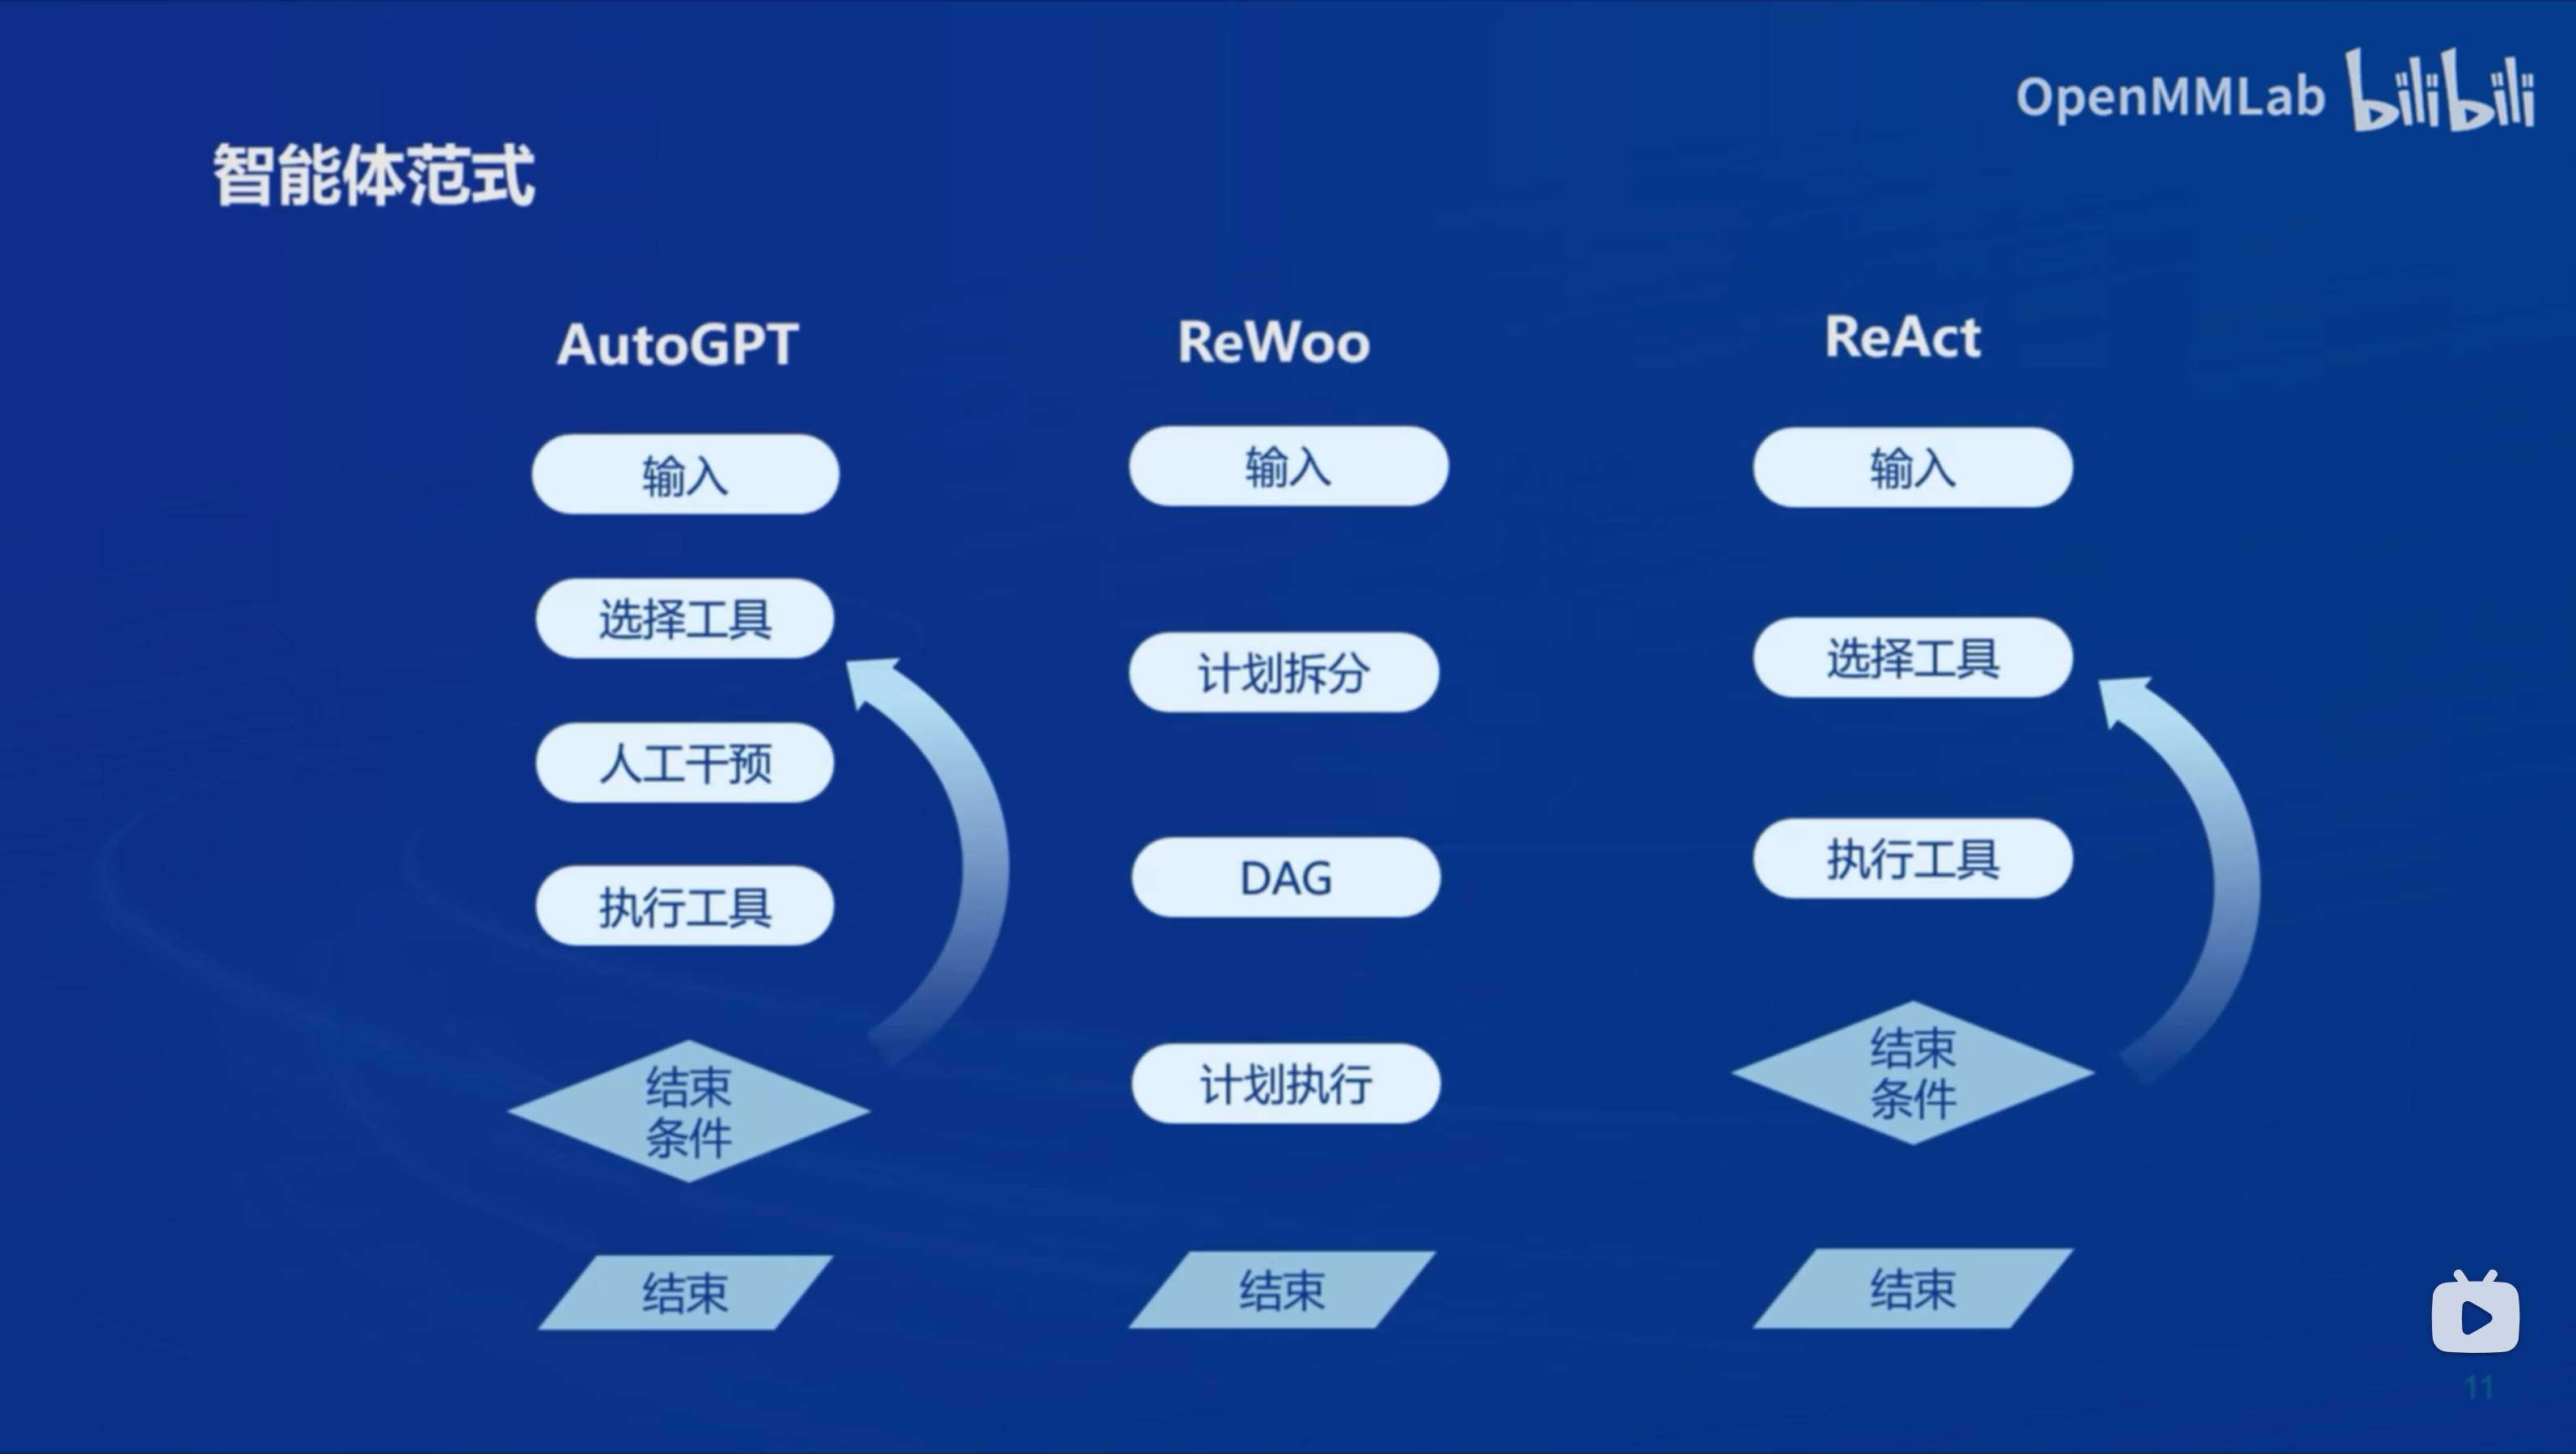 OpenMMLab bilibili
智能体范式
AutoGPT
输入
选择工具
人工干预
执行工具
结束
条件
结束
ReWoo
输入
计划拆分
DAG
计划执行
结束
ReAct
输入
选择工具
执行工具
结束
条件
结束
11